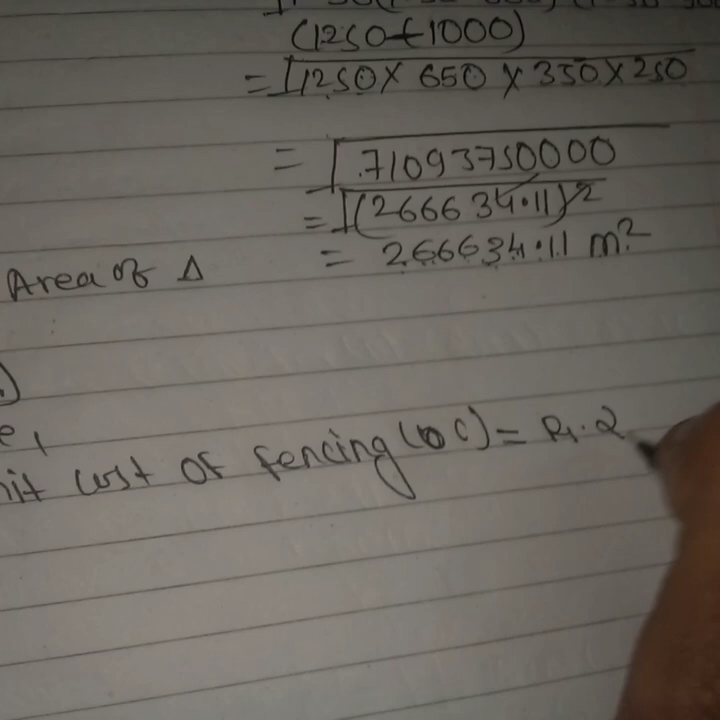 (1250-1000)
= √1250 x 650 x 350 x 250
= √71093750000
= √(266634.11)2
Area of Δ = 266634.11 m2
unit cost of fencing (C) = Rs. 2